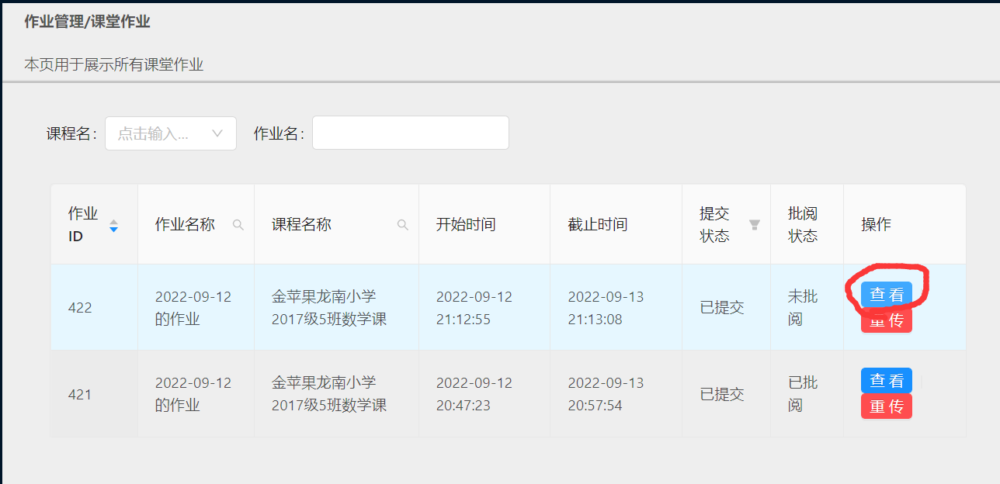 作业管理/课堂作业
本页用于展示所有课堂作业
课程名： 点击输入... 作业名：
作业ID 作业名称 课程名称 开始时间 截止时间 提交状态 批阅状态 操作
422 2022-09-12的作业 金苹果龙南小学2017级5班数学课 2022-09-12 21:12:55 2022-09-13 21:13:08 已提交 未批阅 查看 重传
421 2022-09-12的作业 金苹果龙南小学2017级5班数学课 2022-09-12 20:47:23 2022-09-13 20:57:54 已提交 已批阅 查看 重传